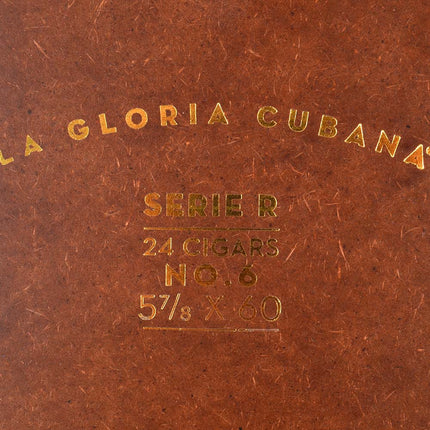 LA GLORIA CUBANA
SERIE R
24 CIGARS
NO. 6
5⅞ X 60